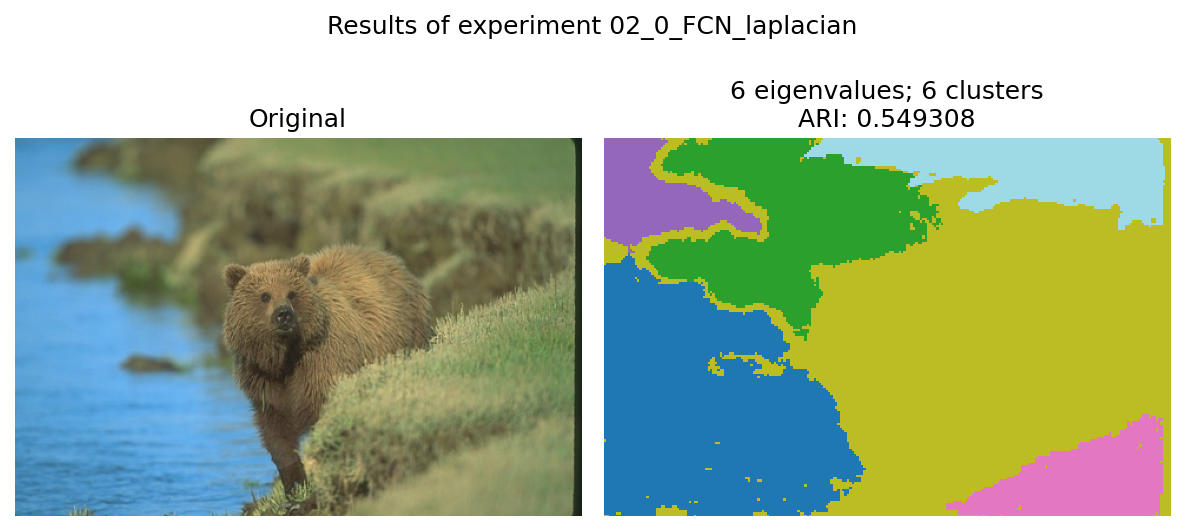 Results of experiment 02_0_FCN_laplacian
Original
6 eigenvalues; 6 clusters
ARI: 0.549308